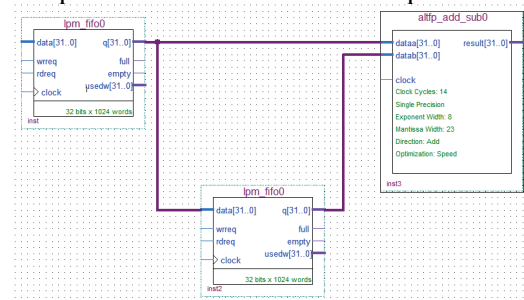 lpm_fifo0
data[31..0] q[31..0]
wrreq full
rdreq empty
usedw[31..0]
clock
32 bits x 1024 words
inst
altfp_add_sub0
dataa[31..0] result[31..0]
datab[31..0]
clock
Clock Cycles: 14
Single Precision
Exponent Width: 8
Mantissa Width: 23
Direction: Add
Optimization: Speed
inst3
lpm_fifo0
data[31..0] q[31..0]
wrreq full
rdreq empty
usedw[31..0]
clock
32 bits x 1024 words
inst2